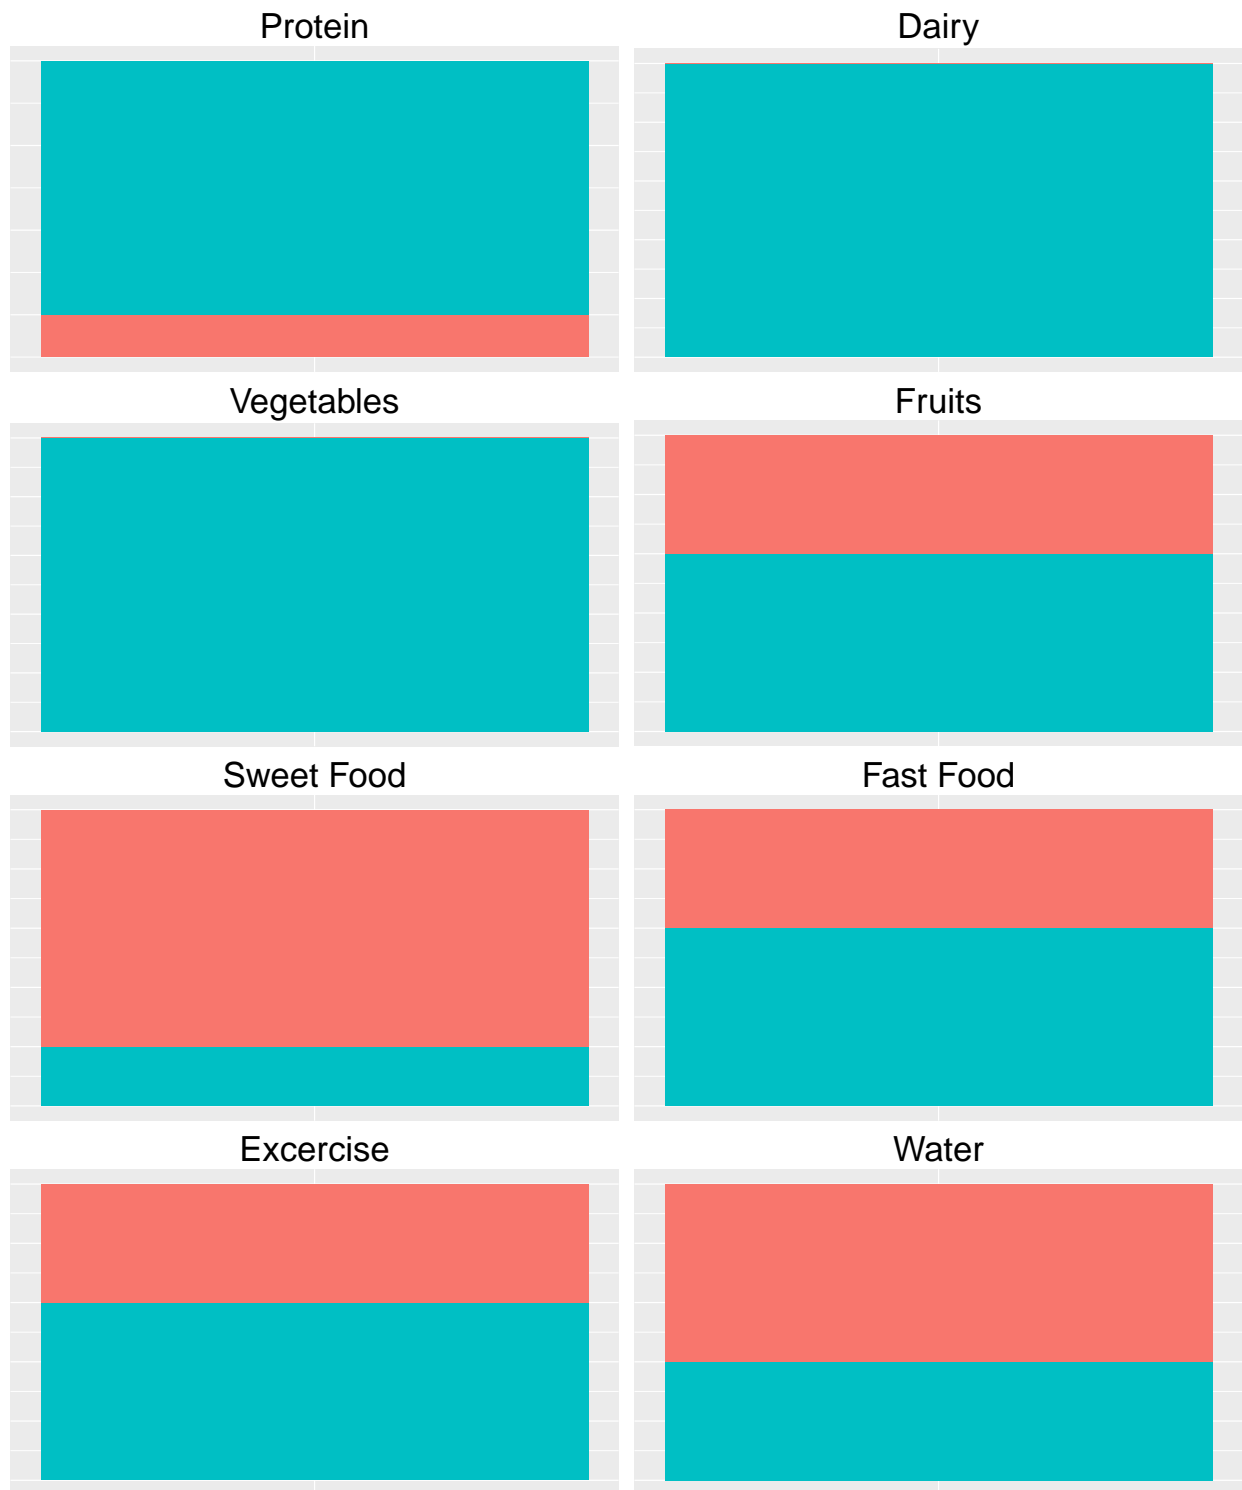 Protein
Dairy
Vegetables
Fruits
Sweet Food
Fast Food
Excercise
Water